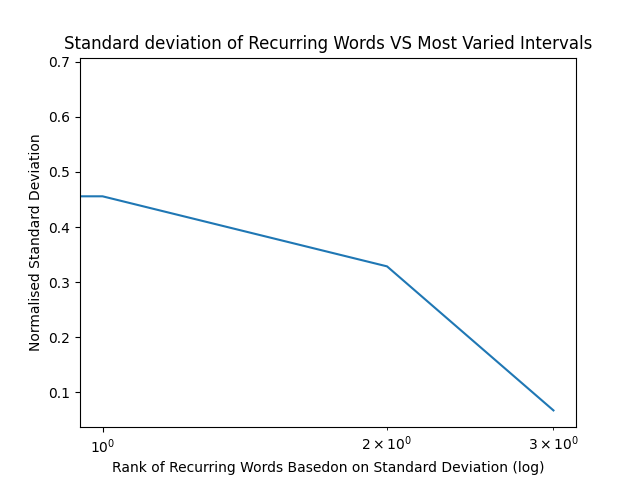 Standard deviation of Recurring Words VS Most Varied Intervals
0.7
0.6
0.5
0.4
0.3
0.2
0.1
Normalised Standard Deviation
10⁰ 2 × 10⁰ 3 × 10⁰
Rank of Recurring Words Basedon on Standard Deviation (log)